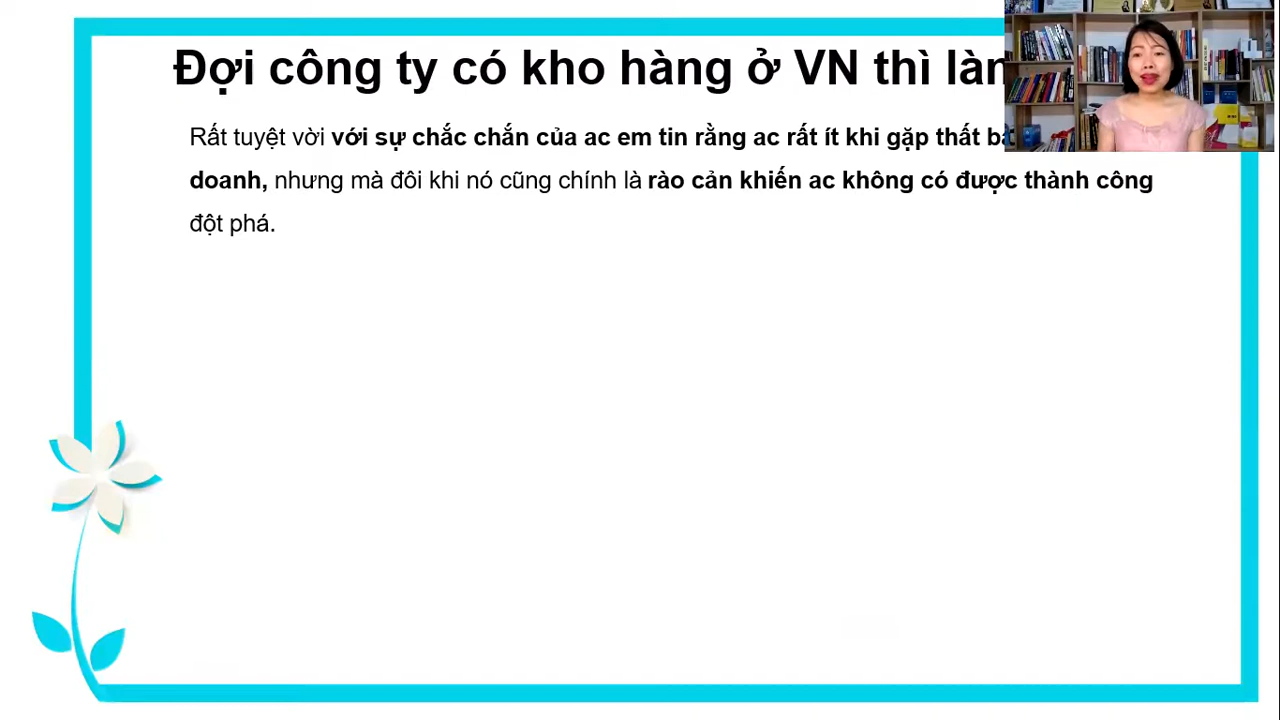 Đợi công ty có kho hàng ở VN thì
Rất tuyệt vời với sự chắc chắn của ac em tin rằng ac rất ít khi gặp thất
doanh, nhưng mà đôi khi nó cũng chính là rào cản khiến ac không có được thành công
đột phá.